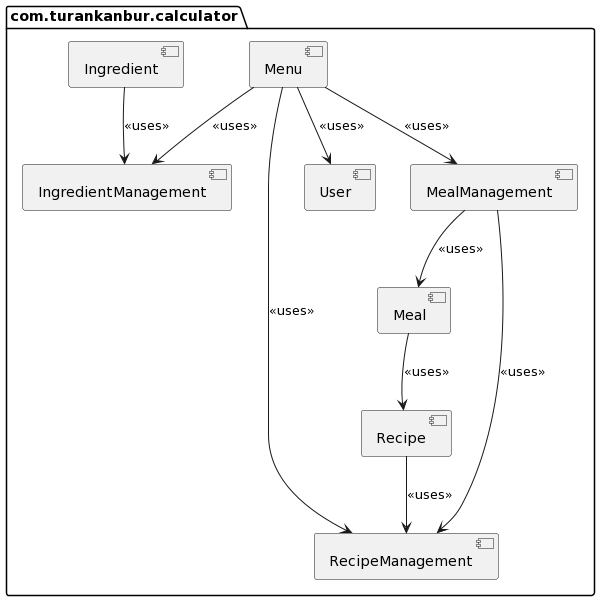 com.turankanbur.calculator
Ingredient
Menu
«uses»
«uses»
«uses»
«uses»
IngredientManagement
User
MealManagement
«uses»
Meal
«uses»
«uses»
«uses»
Recipe
«uses»
RecipeManagement